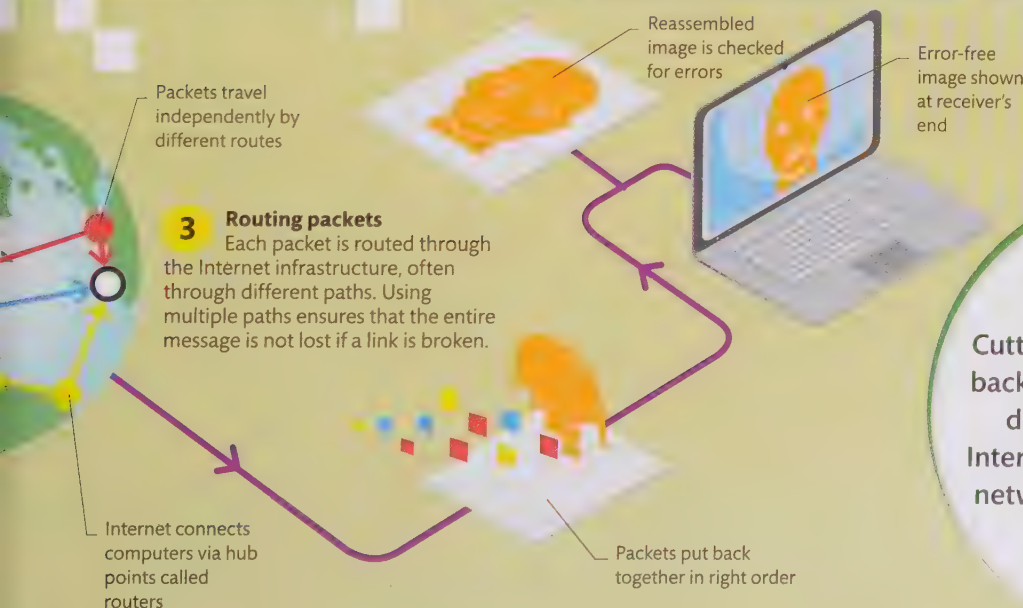 Reassembled
image is checked
for errors
Error-free
image shown
at receiver's
end
Packets travel
independently by
different routes
3
Routing packets
Each packet is routed through
the Internet infrastructure, often
through different paths. Using
multiple paths ensures that the entire
message is not lost if a link is broken.
Internet connects
computers via hub
points called
routers
Packets put back
together in right order
back